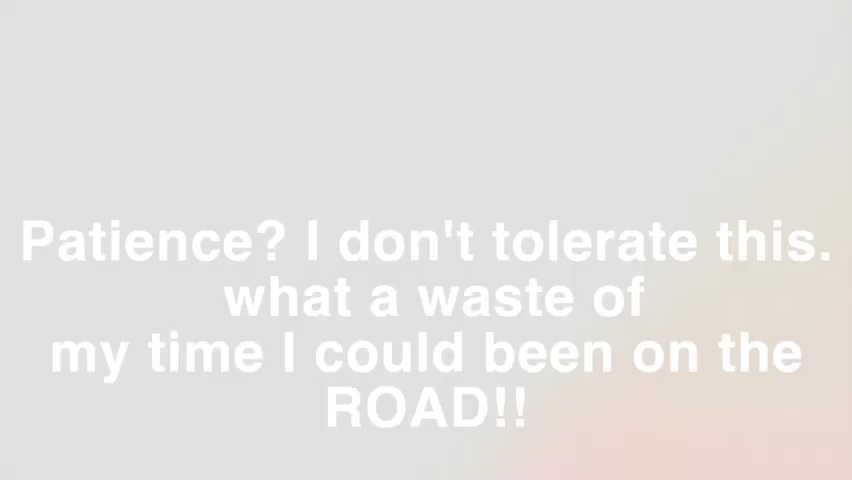 Patience? I don't tolerate this.
what a waste of
my time I could been on the
ROAD!!